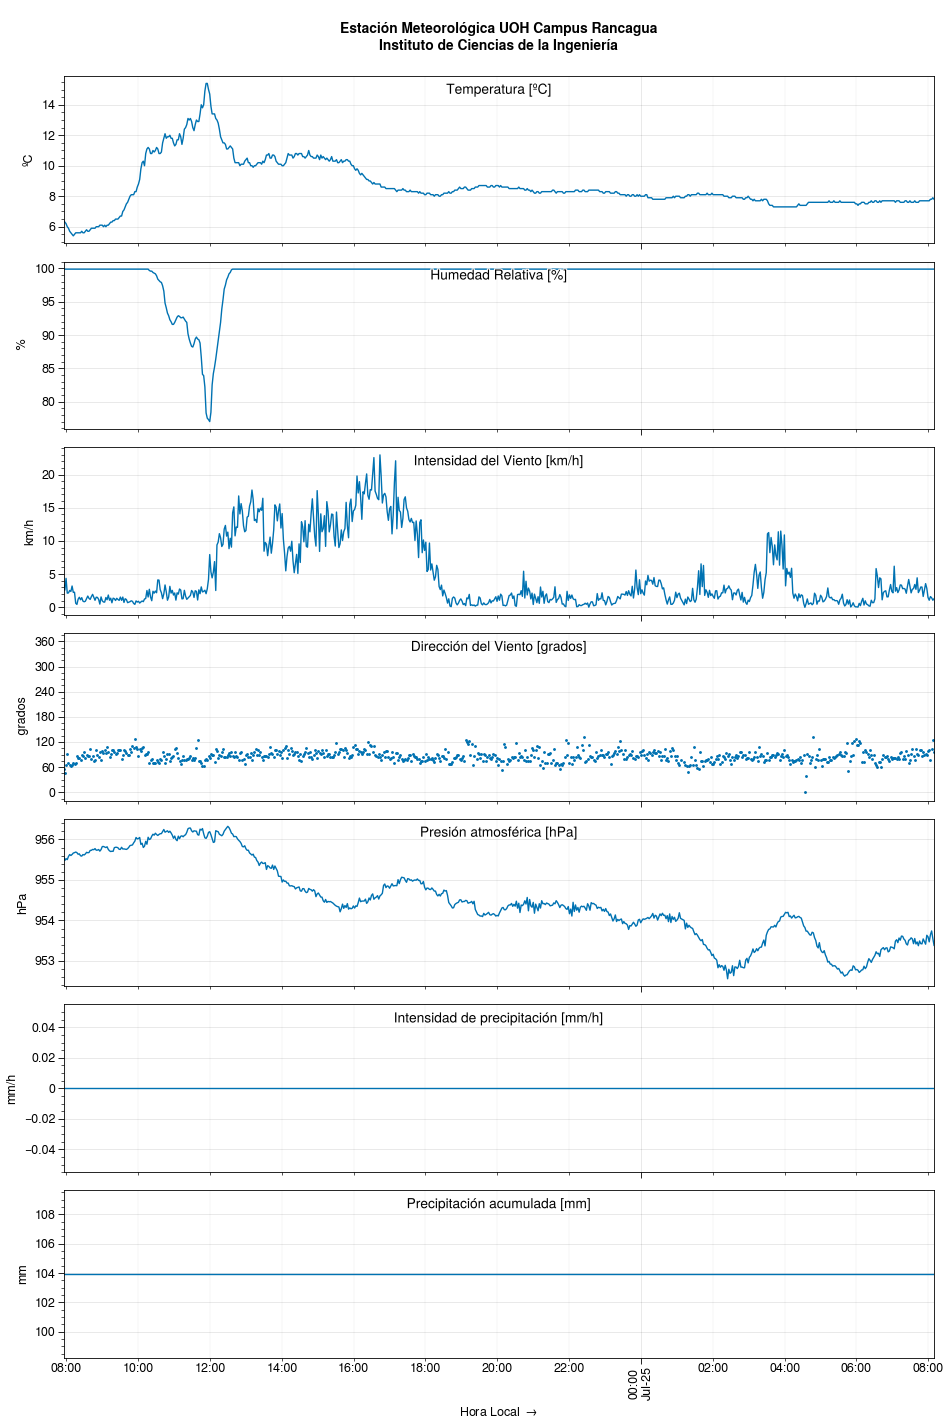 Estación Meteorológica UOH Campus Rancagua
Instituto de Ciencias de la Ingeniería
Temperatura [ºC]
ºC
14
12
10
8
6
Humedad Relativa [%]
%
100
95
90
85
80
Intensidad del Viento [km/h]
km/h
20
15
10
5
0
Dirección del Viento [grados]
grados
360
300
240
180
120
60
0
Presión atmosférica [hPa]
hPa
956
955
954
953
Intensidad de precipitación [mm/h]
mm/h
0.04
0.02
0
−0.02
−0.04
Precipitación acumulada [mm]
mm
108
106
104
102
100
08:00 10:00 12:00 14:00 16:00 18:00 20:00 22:00 00:00 02:00 04:00 06:00 08:00
Jul-25
Hora Local →